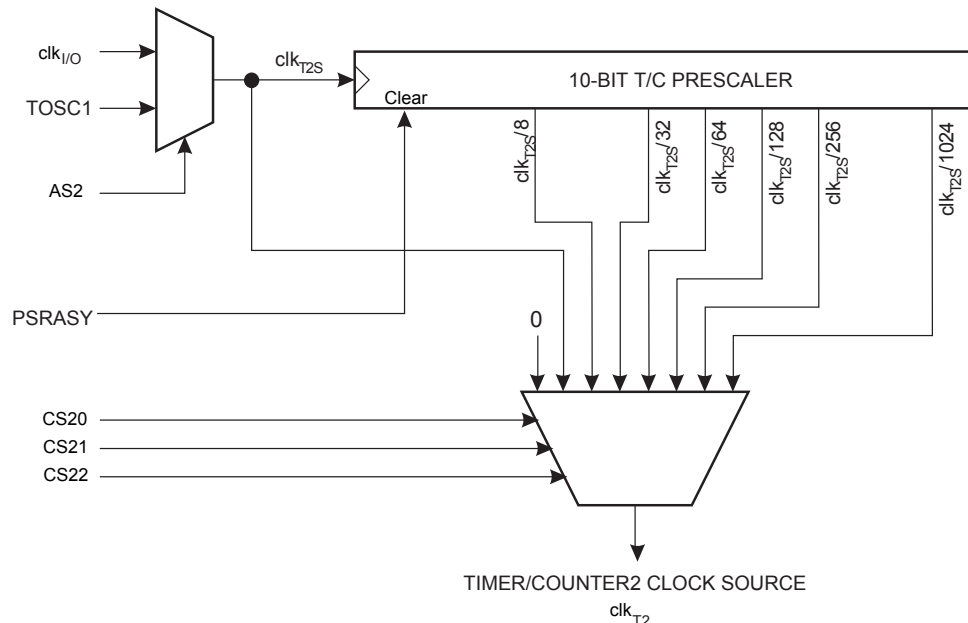 clkI/O
clkT2S
10-BIT T/C PRESCALER
TOSC1
Clear
clkT2S/8
clkT2S/32
clkT2S/64
clkT2S/128
clkT2S/256
clkT2S/1024
AS2
PSRASY
0
CS20
CS21
CS22
TIMER/COUNTER2 CLOCK SOURCE
clkT2